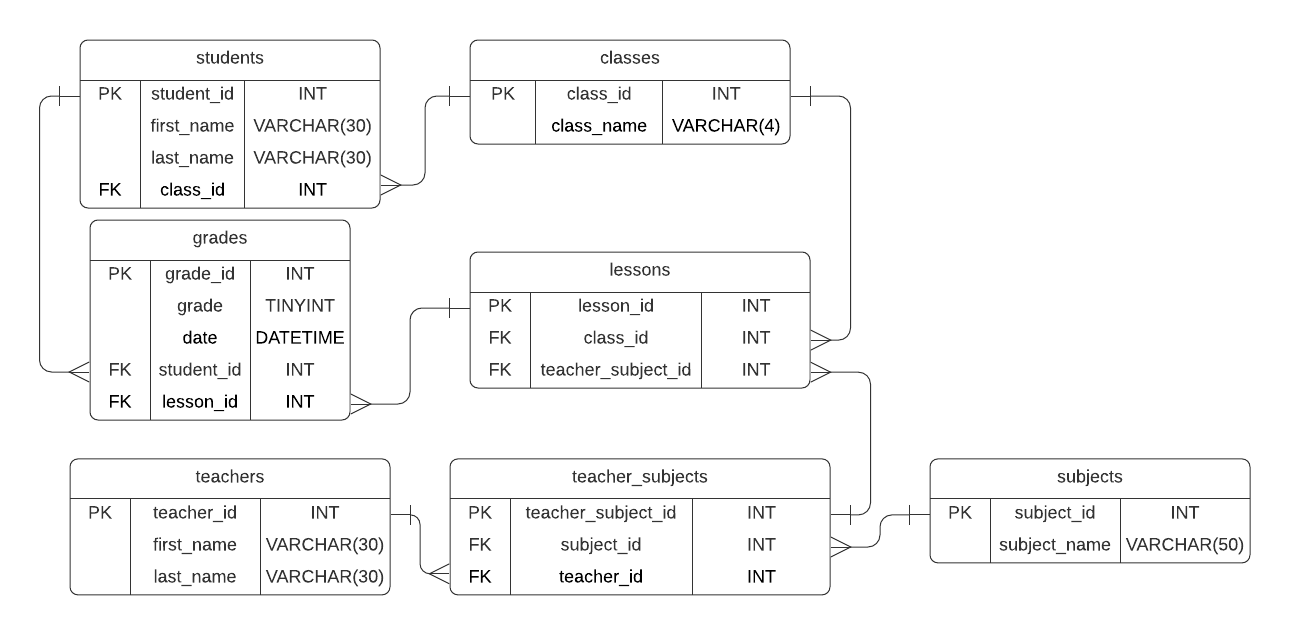 students
PK student_id INT
first_name VARCHAR(30)
last_name VARCHAR(30)
FK class_id INT
classes
PK class_id INT
class_name VARCHAR(4)
grades
PK grade_id INT
grade TINYINT
date DATETIME
FK student_id INT
FK lesson_id INT
lessons
PK lesson_id INT
FK class_id INT
FK teacher_subject_id INT
teachers
PK teacher_id INT
first_name VARCHAR(30)
last_name VARCHAR(30)
teacher_subjects
PK teacher_subject_id INT
FK subject_id INT
FK teacher_id INT
subjects
PK subject_id INT
subject_name VARCHAR(50)